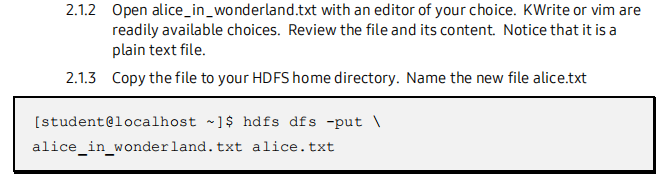 2.1.2 Open alice_in_wonderland.txt with an editor of your choice. KWrite or vim are
readily available choices. Review the file and its content. Notice that it is a
plain text file.
2.1.3 Copy the file to your HDFS home directory. Name the new file alice.txt
[student@localhost ~]$ hdfs dfs -put \
alice_in_wonderland.txt alice.txt